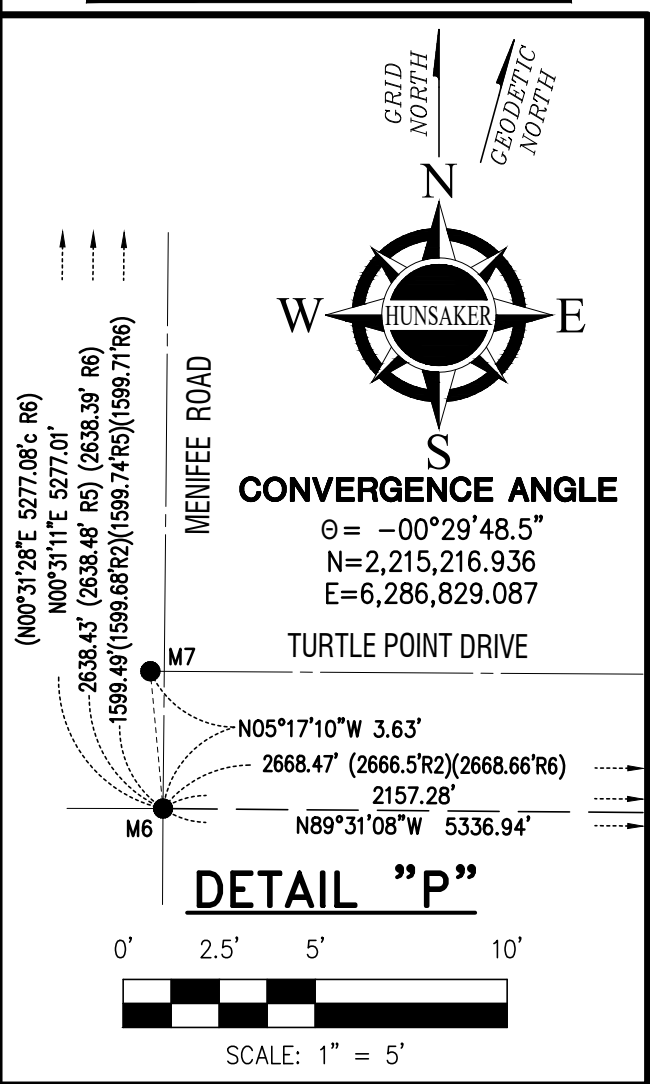 GRID
NORTH
GEODETIC
NORTH
N
W
HUNSAKER
E
S
CONVERGENCE ANGLE
Θ = -00°29'48.5"
N=2,215,216.936
E=6,286,829.087
(N00°31'28"E 5277.08'c R6)
N00°31'11"E 5277.01'
2638.43' (2638.48' R5) (2638.39' R6)
1599.49'(1599.68'R2)(1599.74'R5)(1599.71'R6)
MENIFEE ROAD
TURTLE POINT DRIVE
M7
N05°17'10"W 3.63'
2668.47' (2666.5'R2)(2668.66'R6)
2157.28'
M6
N89°31'08"W 5336.94'
DETAIL "P"
0' 2.5' 5' 10'
SCALE: 1" = 5'